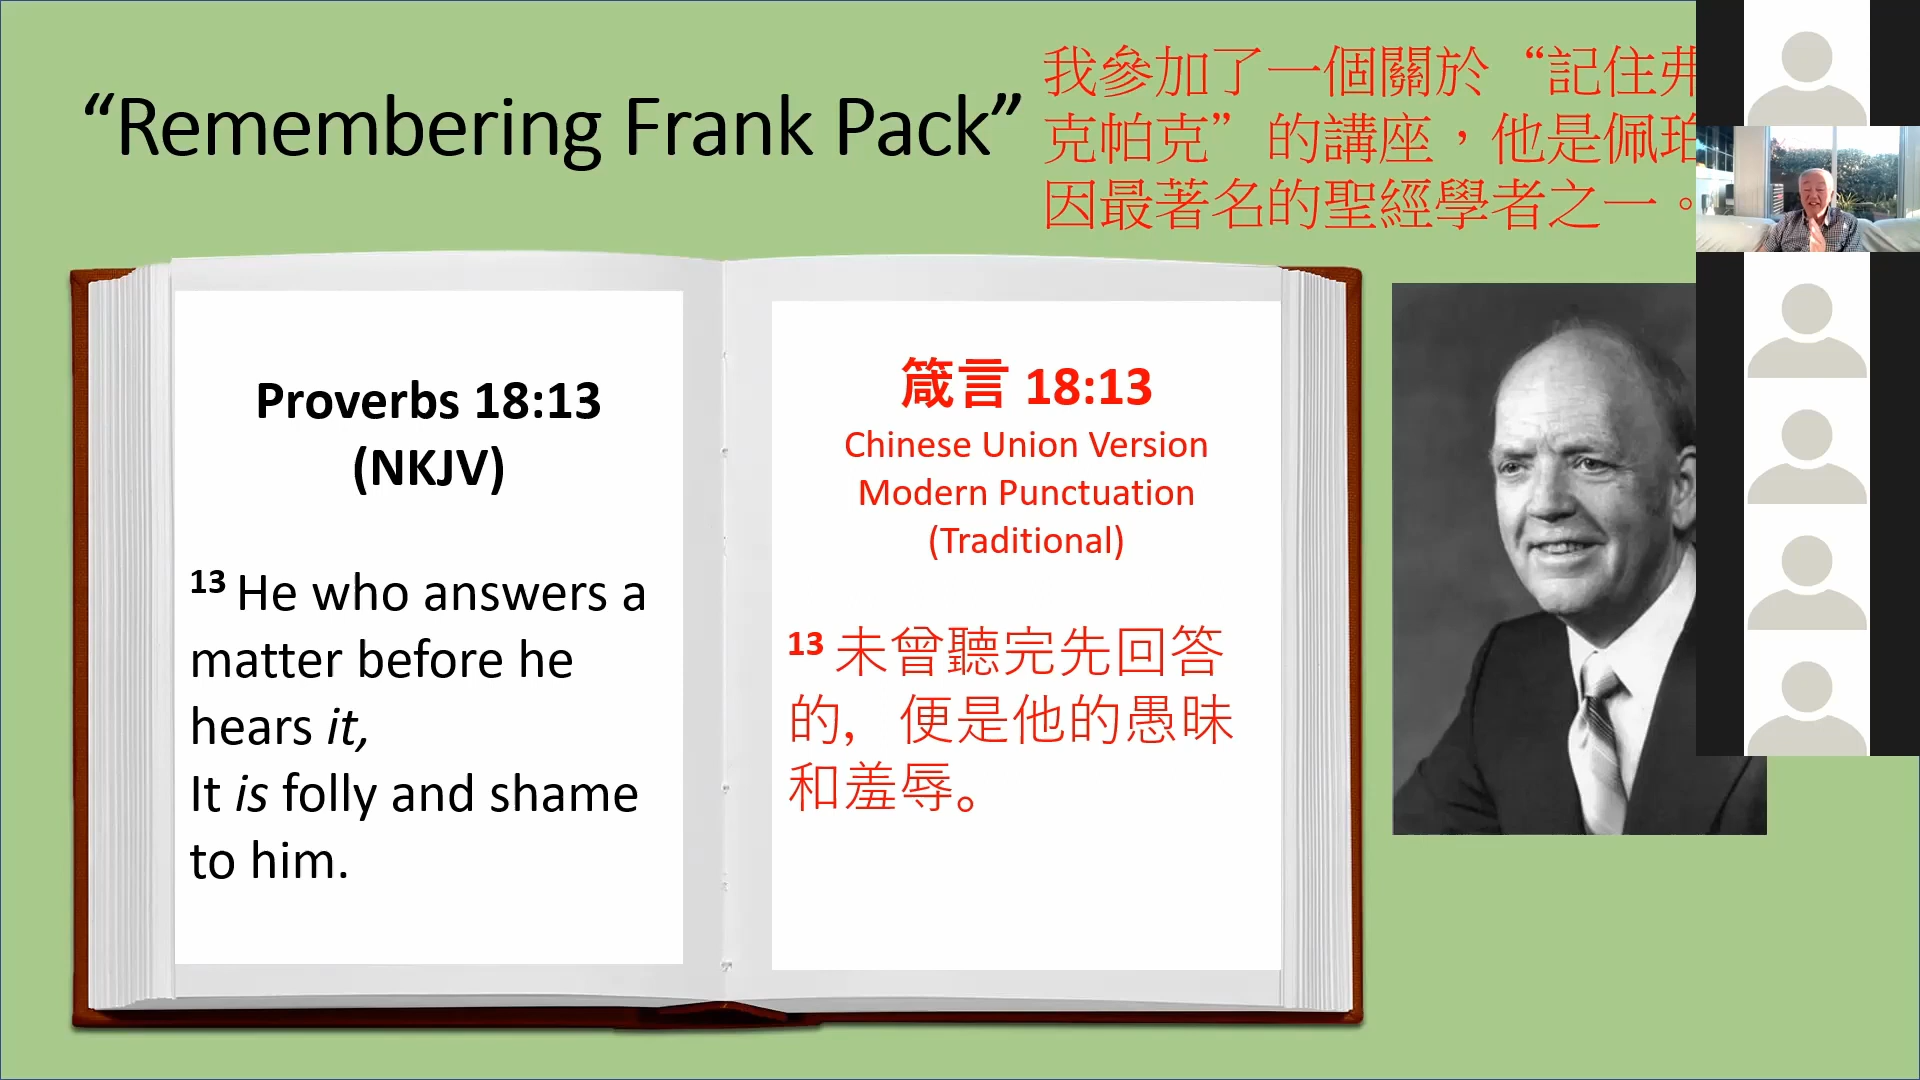 “Remembering Frank Pack”
我參加了一個關於“記住弗
克帕克”的講座，他是佩珀
因最著名的聖經學者之一。
Proverbs 18:13
(NKJV)
13 He who answers a
matter before he
hears it,
It is folly and shame
to him.
箴言 18:13
Chinese Union Version
Modern Punctuation
(Traditional)
13 未曾聽完先回答
的，便是他的愚昧
和羞辱。